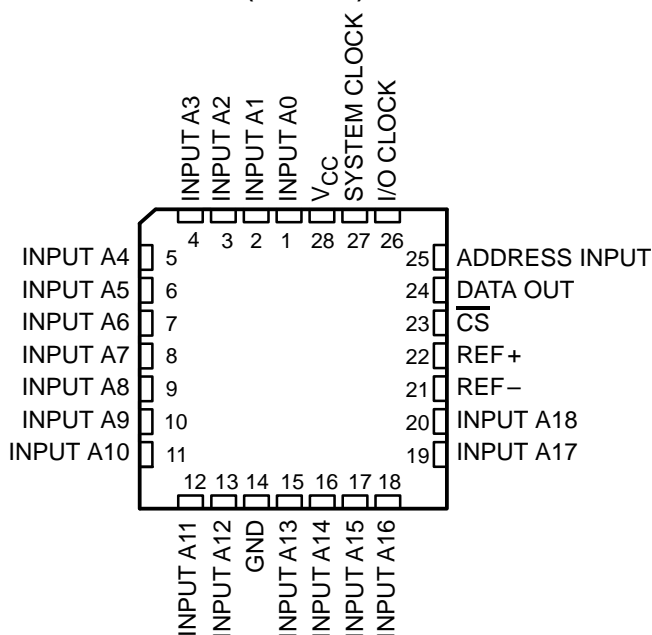 INPUT A3
INPUT A2
INPUT A1
INPUT A0
VCC
SYSTEM CLOCK
I/O CLOCK
4 3 2 1 28 27 26
INPUT A4 5
INPUT A5 6
INPUT A6 7
INPUT A7 8
INPUT A8 9
INPUT A9 10
INPUT A10 11
25 ADDRESS INPUT
24 DATA OUT
23 CS
22 REF+
21 REF–
20 INPUT A18
19 INPUT A17
12 13 14 15 16 17 18
INPUT A11
INPUT A12
GND
INPUT A13
INPUT A14
INPUT A15
INPUT A16